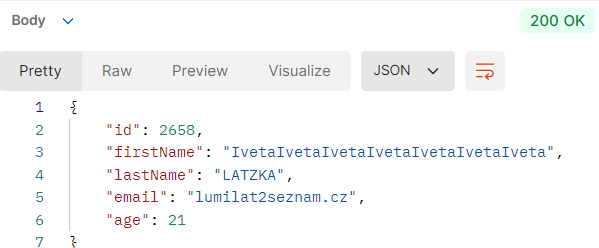 Body 200 OK
Pretty Raw Preview Visualize JSON
1 {
2 "id": 2658,
3 "firstName": "IvetaIvetaIvetaIvetaIvetaIvetaIveta",
4 "lastName": "LATZKA",
5 "email": "lumilat2seznam.cz",
6 "age": 21
7 }